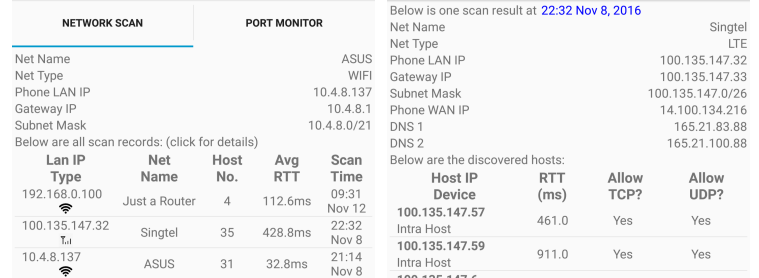 NETWORK SCAN PORT MONITOR
Net Name ASUS
Net Type WIFI
Phone LAN IP 10.4.8.137
Gateway IP 10.4.8.1
Subnet Mask 10.4.8.0/21
Below are all scan records: (click for details)
Lan IP Net Host Avg Scan
Type Name No. RTT Time
192.168.0.100 Just a Router 4 112.6ms 09:31
Nov 12
100.135.147.32 Singtel 35 428.8ms 22:32
Nov 8
10.4.8.137 ASUS 31 32.8ms 21:14
Nov 8
Below is one scan result at 22:32 Nov 8, 2016
Net Name Singtel
Net Type LTE
Phone LAN IP 100.135.147.32
Gateway IP 100.135.147.33
Subnet Mask 100.135.147.0/26
Phone WAN IP 14.100.134.216
DNS 1 165.21.83.88
DNS 2 165.21.100.88
Below are the discovered hosts:
Host IP RTT Allow Allow
Device (ms) TCP? UDP?
100.135.147.57 461.0 Yes Yes
Intra Host
100.135.147.59 911.0 Yes Yes
Intra Host